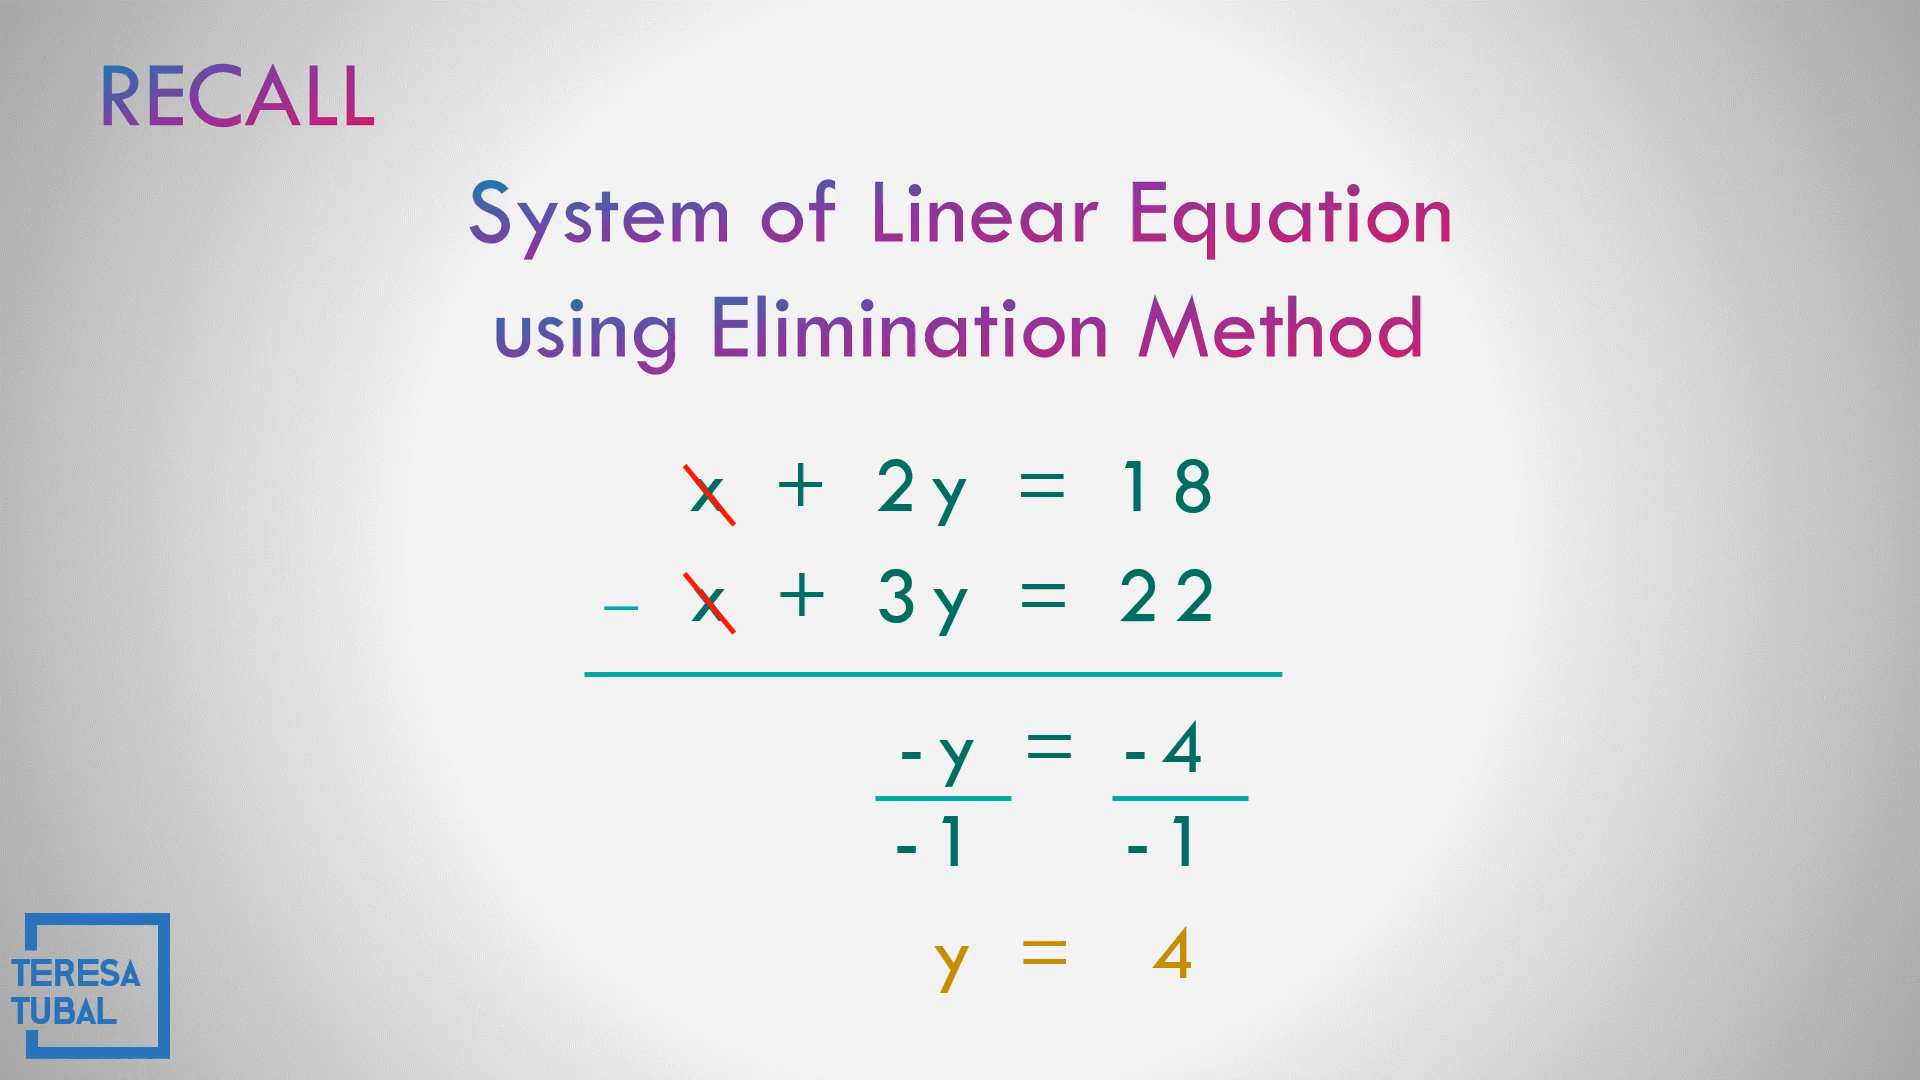 RECALL
System of Linear Equation
using Elimination Method
x + 2y = 18
– x + 3y = 22
-y = -4
-1 -1
y = 4
TERESA
TUBAL